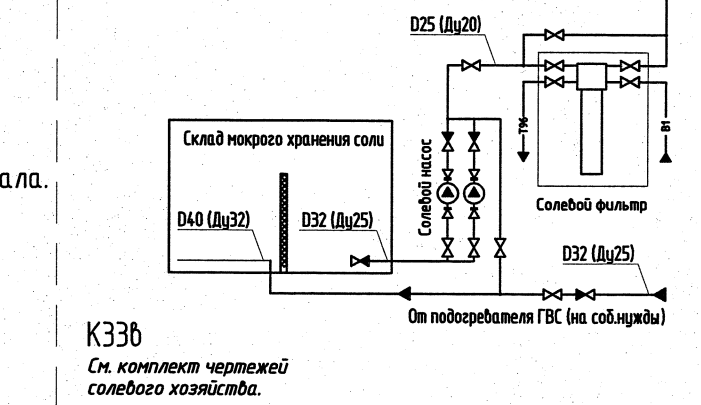 D25 (Ду20)
Т96
В1
Склад мокрого хранения соли
Солевой насос
ала.
Солевой фильтр
D40 (Ду32)
D32 (Ду25)
D32 (Ду25)
От подогревателя ГВС (на соб.нужды)
К33в
См. комплект чертежей
солевого хозяйства.